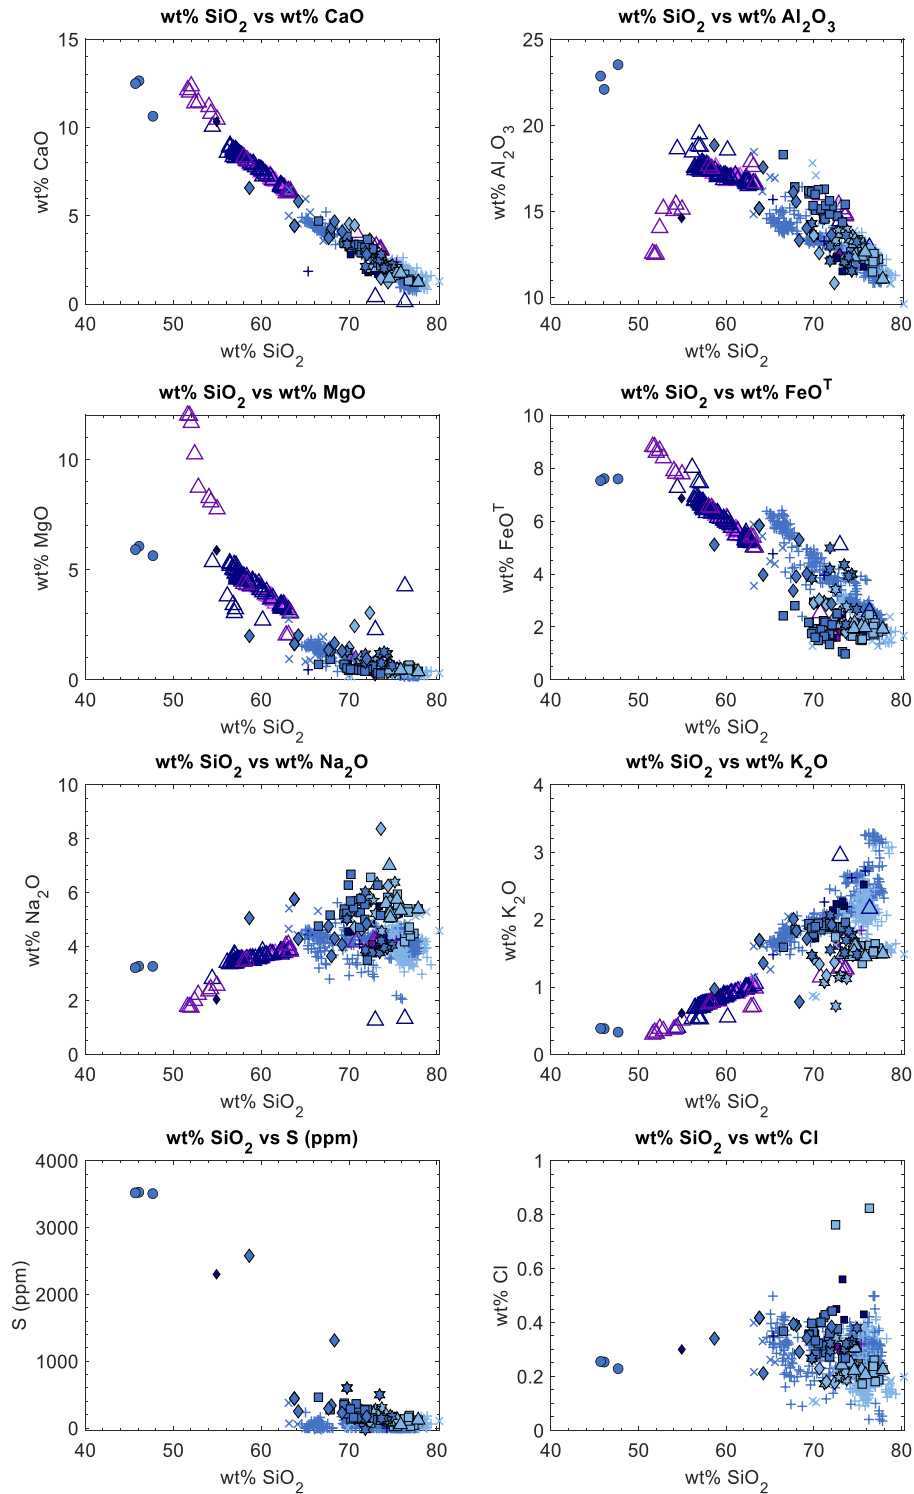 wt% SiO2 vs wt% CaO
15
10
5
0
wt% CaO
40 50 60 70 80
wt% SiO2
wt% SiO2 vs wt% Al2O3
25
20
15
10
wt% Al2O3
40 50 60 70 80
wt% SiO2
wt% SiO2 vs wt% MgO
10
5
0
wt% MgO
40 50 60 70 80
wt% SiO2
wt% SiO2 vs wt% FeOT
10
8
6
4
2
0
wt% FeOT
40 50 60 70 80
wt% SiO2
wt% SiO2 vs wt% Na2O
10
8
6
4
2
0
wt% Na2O
40 50 60 70 80
wt% SiO2
wt% SiO2 vs wt% K2O
4
3
2
1
0
wt% K2O
40 50 60 70 80
wt% SiO2
wt% SiO2 vs S (ppm)
4000
3000
2000
1000
0
S (ppm)
40 50 60 70 80
wt% SiO2
wt% SiO2 vs wt% Cl
1
0.8
0.6
0.4
0.2
0
wt% Cl
40 50 60 70 80
wt% SiO2